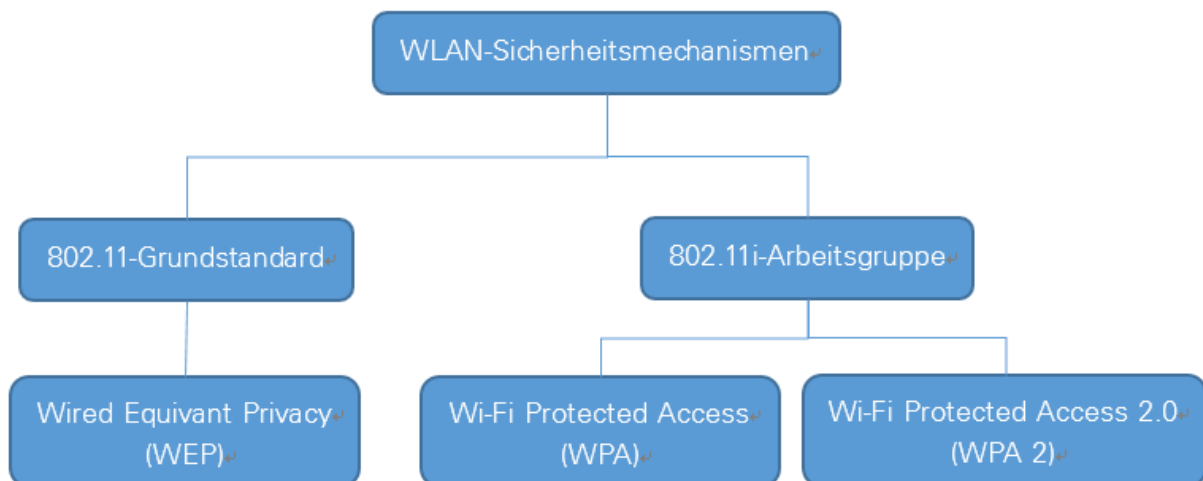 WLAN-Sicherheitsmechanismen↵
802.11-Grundstandard↵
802.11i-Arbeitsgruppe↵
Wired Equivant Privacy↵
(WEP)↵
Wi-Fi Protected Access↵
(WPA)↵
Wi-Fi Protected Access 2.0↵
(WPA 2)↵